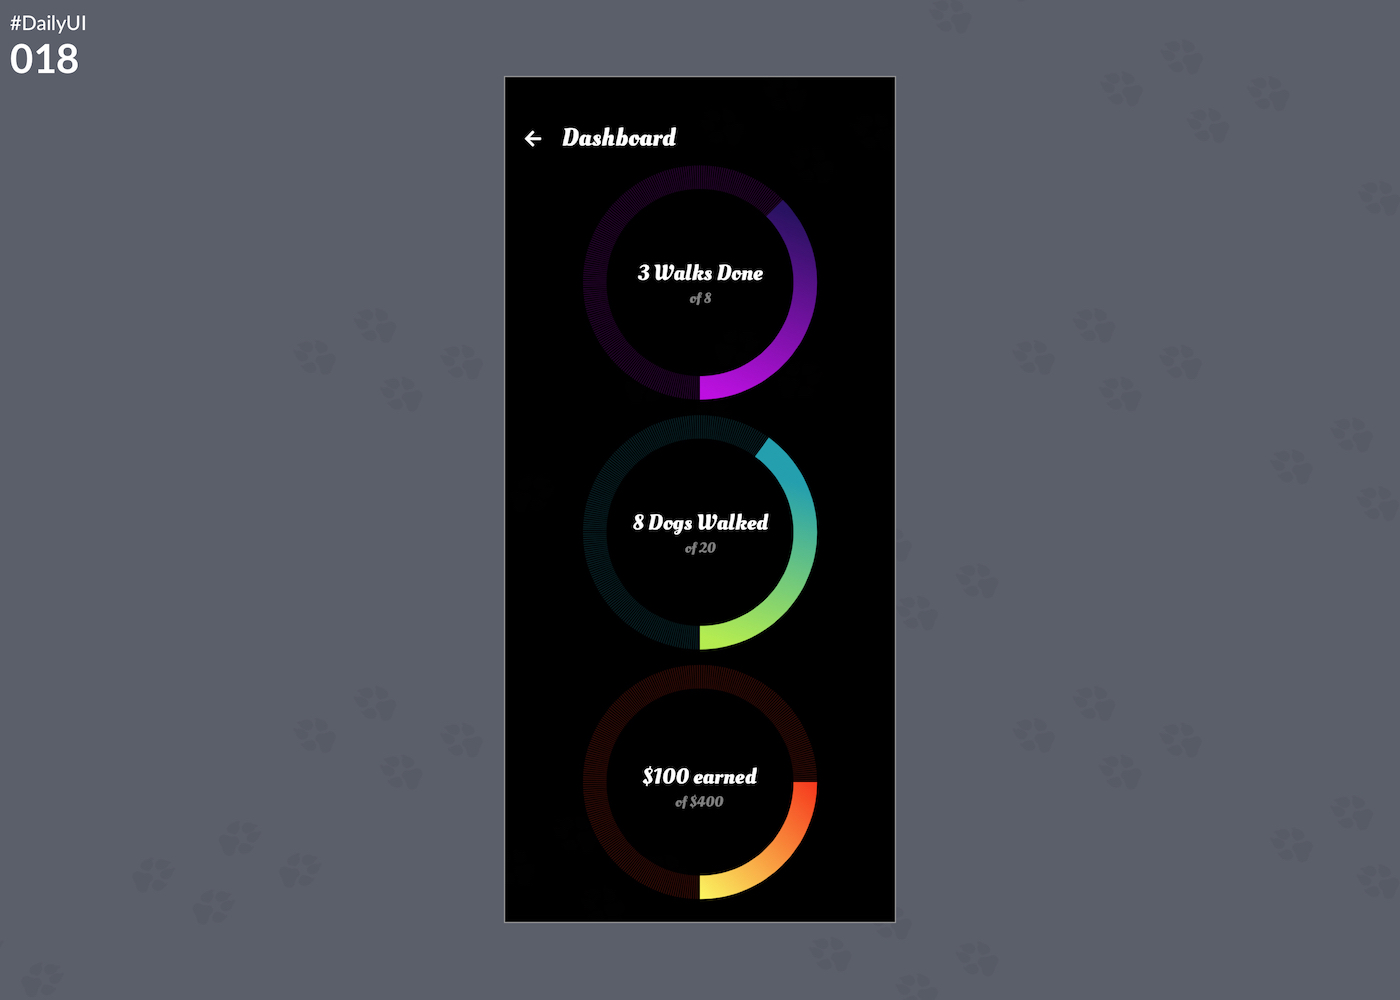 #DailyUI
018
Dashboard
3 Walks Done
of 8
8 Dogs Walked
of 20
$100 earned
of $400